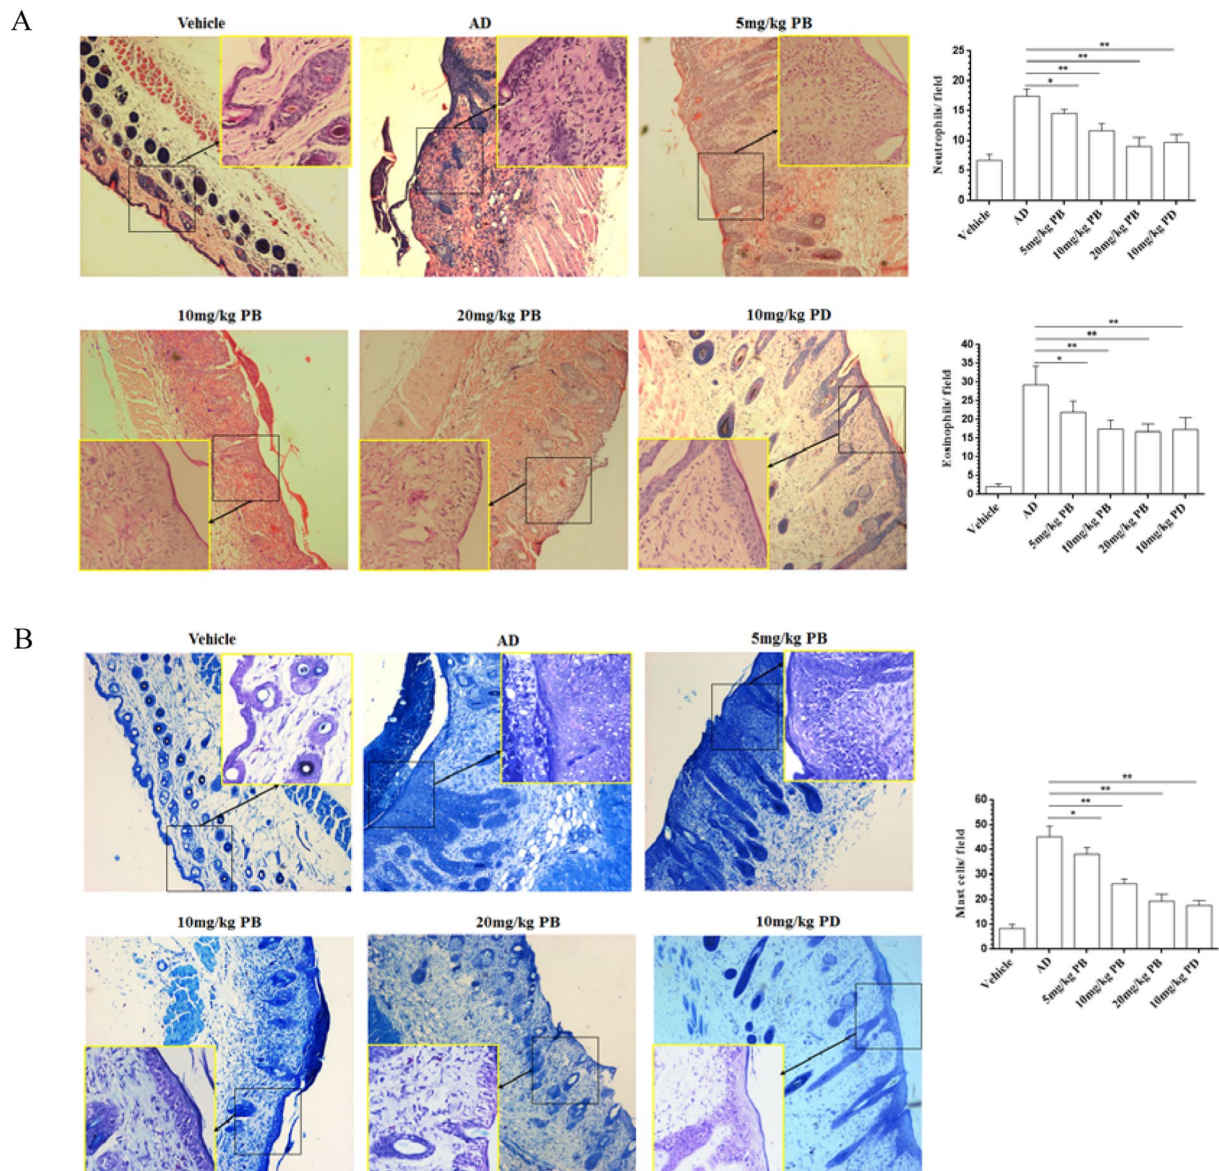 A
Vehicle
AD
5mg/kg PB
10mg/kg PB
20mg/kg PB
10mg/kg PD
Neutrophils/ field
25
20
15
10
5
0
**
**
**
*
Vehicle
AD
5mg/kg PB
10mg/kg PB
20mg/kg PB
10mg/kg PD
Eosinophils/ field
40
35
30
25
20
15
10
5
0
**
**
**
*
Vehicle
AD
5mg/kg PB
10mg/kg PB
20mg/kg PB
10mg/kg PD
B
Vehicle
AD
5mg/kg PB
10mg/kg PB
20mg/kg PB
10mg/kg PD
Mast cells/ field
60
50
40
30
20
10
0
**
**
**
*
Vehicle
AD
5mg/kg PB
10mg/kg PB
20mg/kg PB
10mg/kg PD